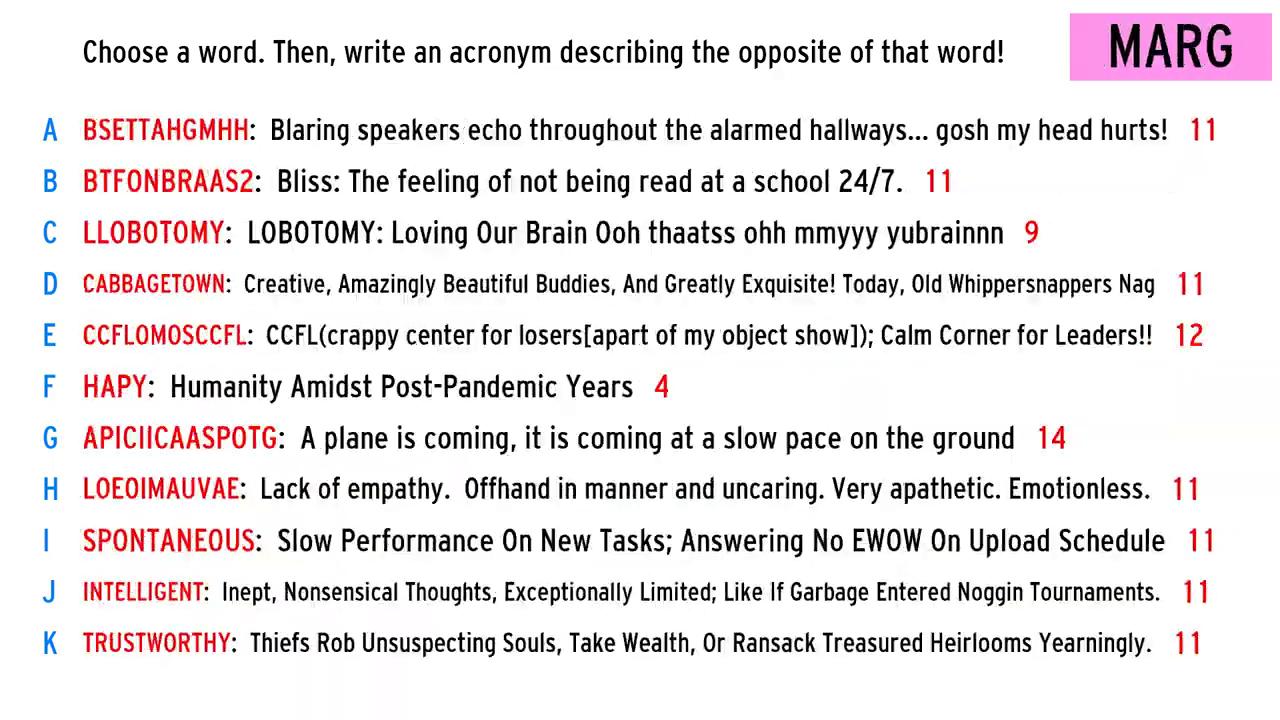 Choose a word. Then, write an acronym describing the opposite of that word! MARG
A BSETTAHGMHH: Blaring speakers echo throughout the alarmed hallways... gosh my head hurts! 11
B BTFONBRAAS2: Bliss: The feeling of not being read at a school 24/7. 11
C LLOBOTOMY: LOBOTOMY: Loving Our Brain Ooh thaatss ohh mmyyy yubrainnn 9
D CABBAGETOWN: Creative, Amazingly Beautiful Buddies, And Greatly Exquisite! Today, Old Whippersnappers Nag 11
E CCFLOMOSCCFL: CCFL(crappy center for losers[apart of my object show]); Calm Corner for Leaders!! 12
F HAPY: Humanity Amidst Post-Pandemic Years 4
G APICIICAASPOTG: A plane is coming, it is coming at a slow pace on the ground 14
H LOEOIMAUVAE: Lack of empathy. Offhand in manner and uncaring. Very apathetic. Emotionless. 11
I SPONTANEOUS: Slow Performance On New Tasks; Answering No EWOW On Upload Schedule 11
J INTELLIGENT: Inept, Nonsensical Thoughts, Exceptionally Limited; Like If Garbage Entered Noggin Tournaments. 11
K TRUSTWORTHY: Thiefs Rob Unsuspecting Souls, Take Wealth, Or Ransack Treasured Heirlooms Yearningly. 11